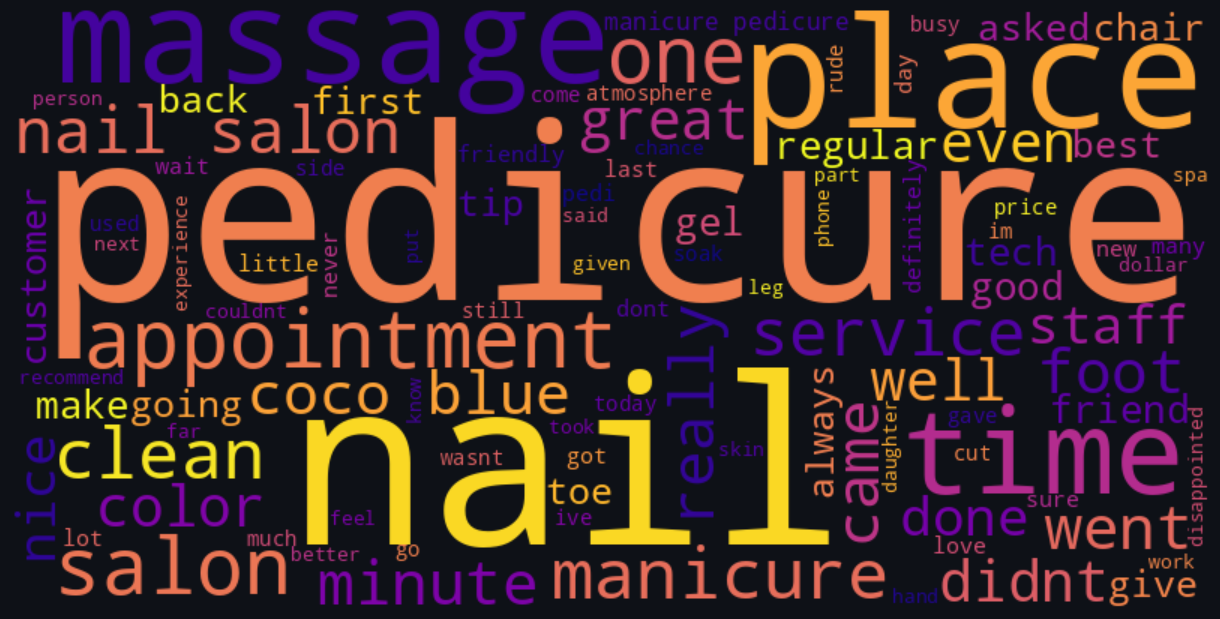 massage
manicure pedicure
busy
asked
chair
one
place
rude
day
person
back
first
come
atmosphere
nail salon
great
regular
even
best
wait
side
friendly
chance
last
pedicure
part
spa
customer
used
next
experience
little
never
put
tip
pedi
said
gel
soak
given
phone
leg
definitely
price
im
tech
new
many
dollar
good
couldnt
still
dont
appointment
really
service
staff
recommend
coco blue
know
today
always
well
foot
make
going
far
nail
took
came
daughter
gave
friend
time
nice
clean
wasnt
got
skin
cut
disappointed
color
feel
toe
ive
done
sure
went
lot
much
better
go
love
work
salon
minute
manicure
hand
didnt
give